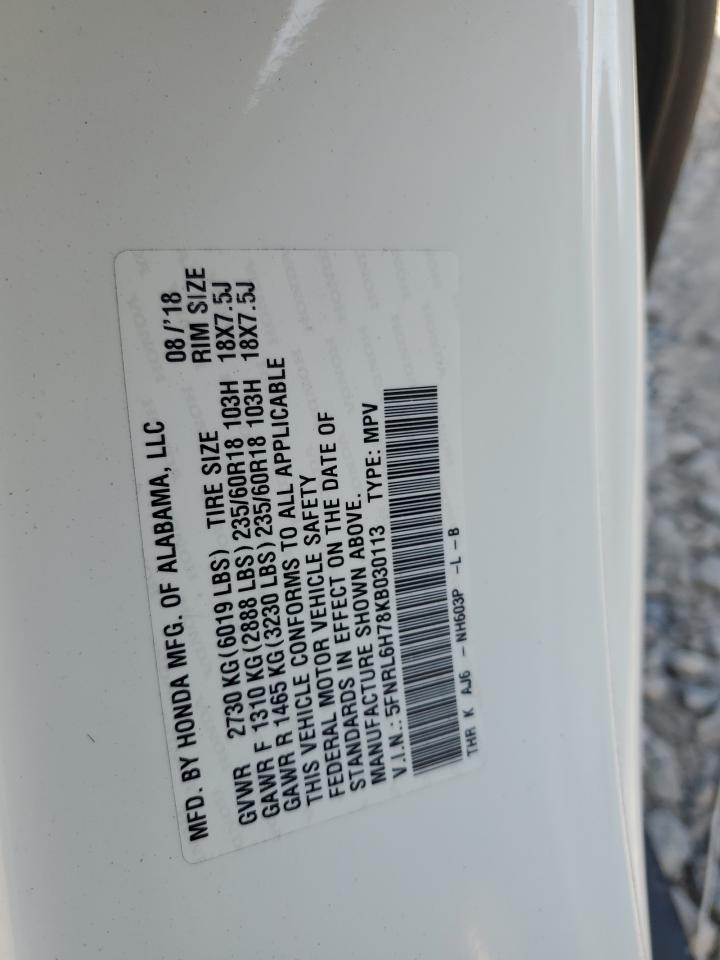 MFD. BY HONDA MFG. OF ALABAMA, LLC 08/'18
GVWR 2730 KG(6019 LBS) TIRE SIZE RIM SIZE
GAWR F 1310 KG(2888 LBS)235/60R18 103H 18X7.5J
GAWR R 1465 KG(3230 LBS)235/60R18 103H 18X7.5J
THIS VEHICLE CONFORMS TO ALL APPLICABLE
FEDERAL MOTOR VEHICLE SAFETY
STANDARDS IN EFFECT ON THE DATE OF
MANUFACTURE SHOWN ABOVE.
V.I.N.: 5FNRL6H78KB030113 TYPE: MPV
THR K AJ6 - NH603P -L - B